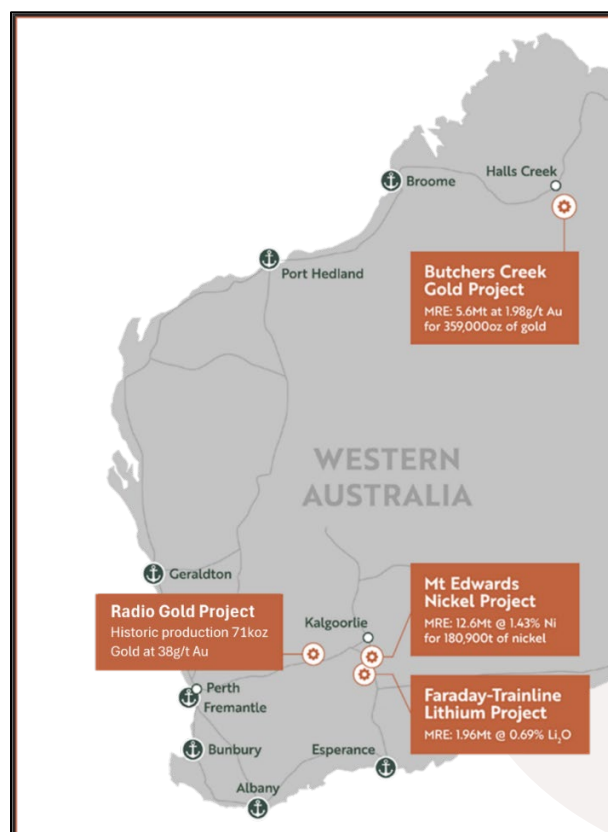 Halls Creek
Broome
Port Hedland
Butchers Creek
Gold Project
MRE: 5.6Mt at 1.98g/t Au
for 359,000oz of gold
WESTERN
AUSTRALIA
Geraldton
Mt Edwards
Nickel Project
MRE: 12.6Mt @ 1.43% Ni
for 180,900t of nickel
Radio Gold Project
Historic production 71koz
Gold at 38g/t Au
Kalgoorlie
Perth
Fremantle
Faraday-Trainline
Lithium Project
MRE: 1.96Mt @ 0.69% Li₂O
Bunbury
Esperance
Albany